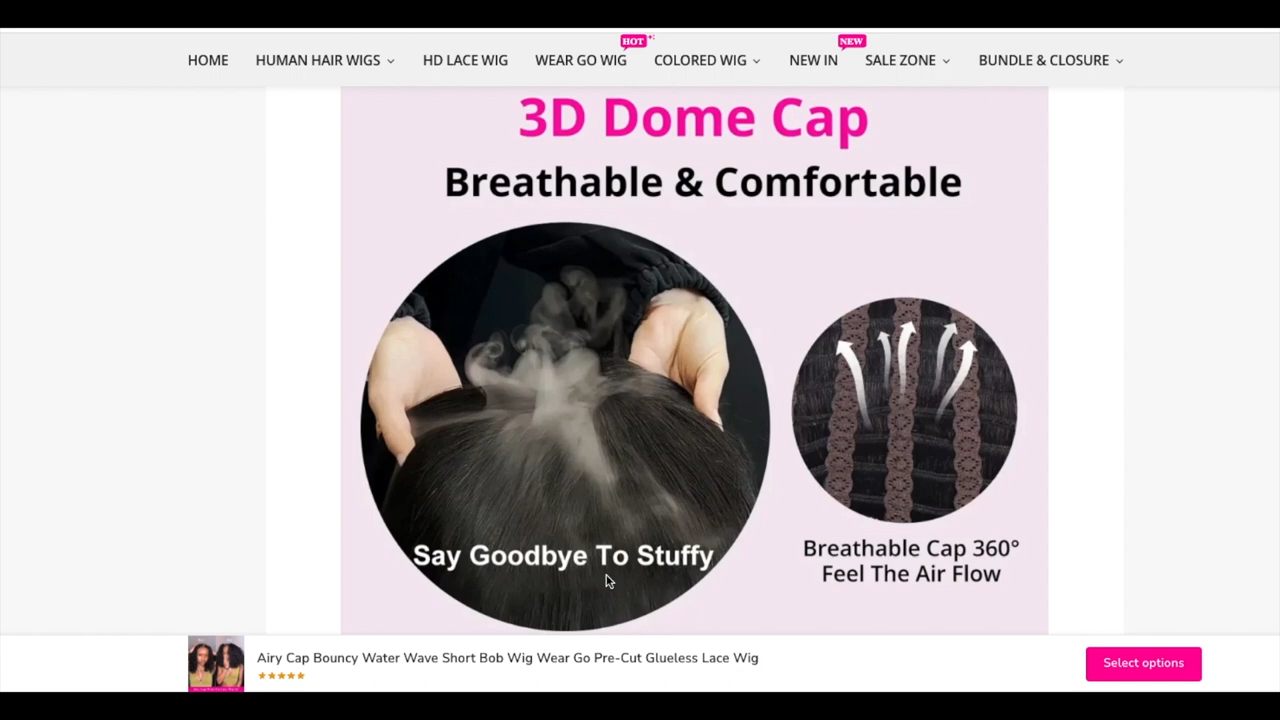 HOT
NEW
HOME HUMAN HAIR WIGS HD LACE WIG WEAR GO WIG COLORED WIG NEW IN SALE ZONE BUNDLE & CLOSURE
3D Dome Cap
Breathable & Comfortable
Say Goodbye To Stuffy
Breathable Cap 360°
Feel The Air Flow
Airy Cap Bouncy Water Wave Short Bob Wig Wear Go Pre-Cut Glueless Lace Wig
Select options